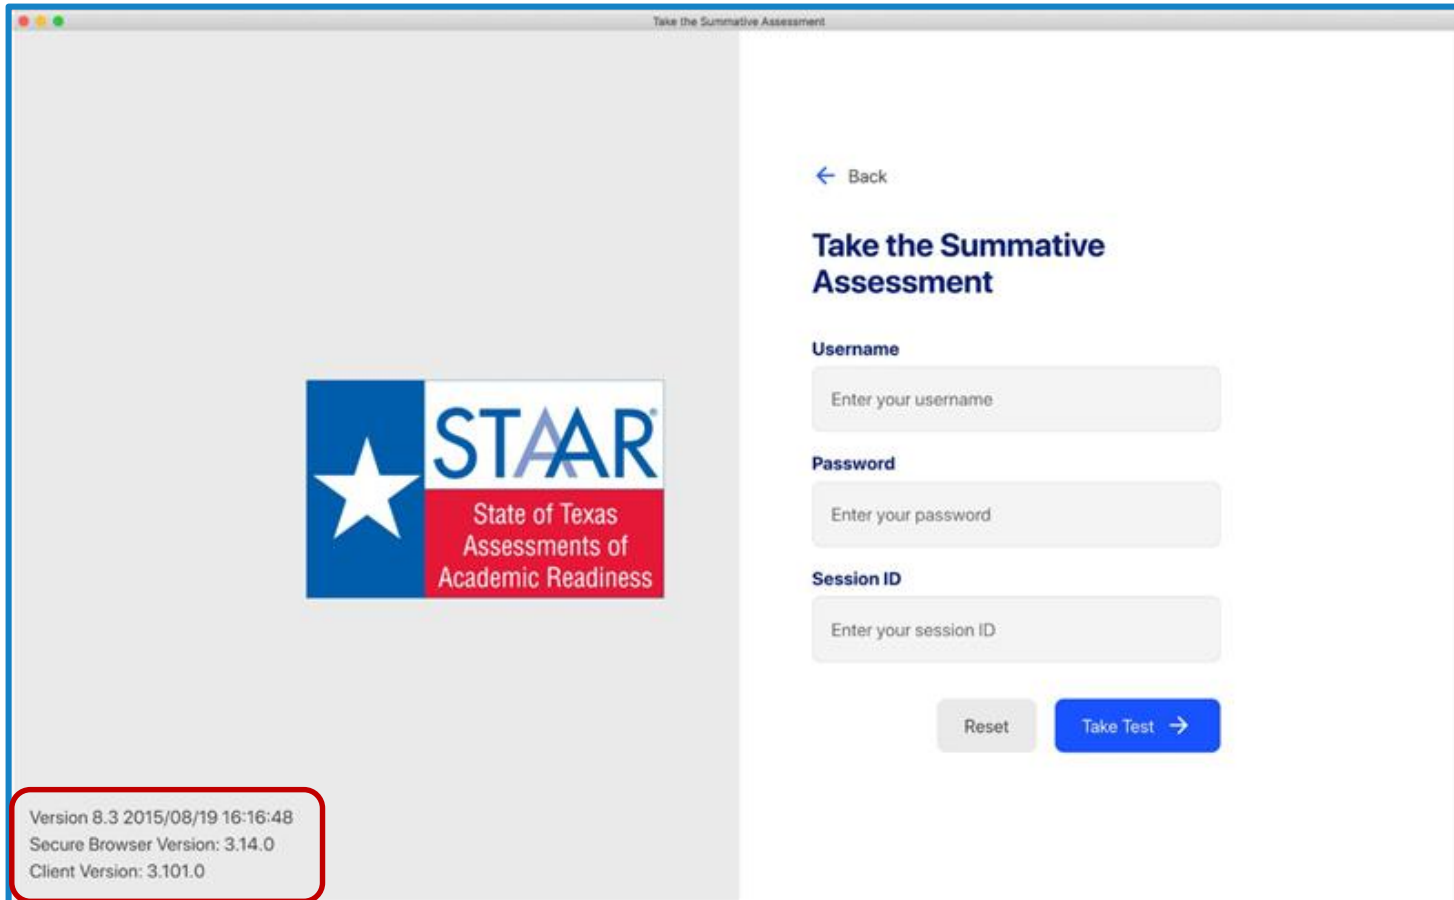 Take the Summative Assessment
Back
Take the Summative
Assessment
Username
Enter your username
Password
Enter your password
Session ID
Enter your session ID
Reset
Take Test
STAAR®
State of Texas
Assessments of
Academic Readiness
Version 8.3 2015/08/19 16:16:48
Secure Browser Version: 3.14.0
Client Version: 3.101.0